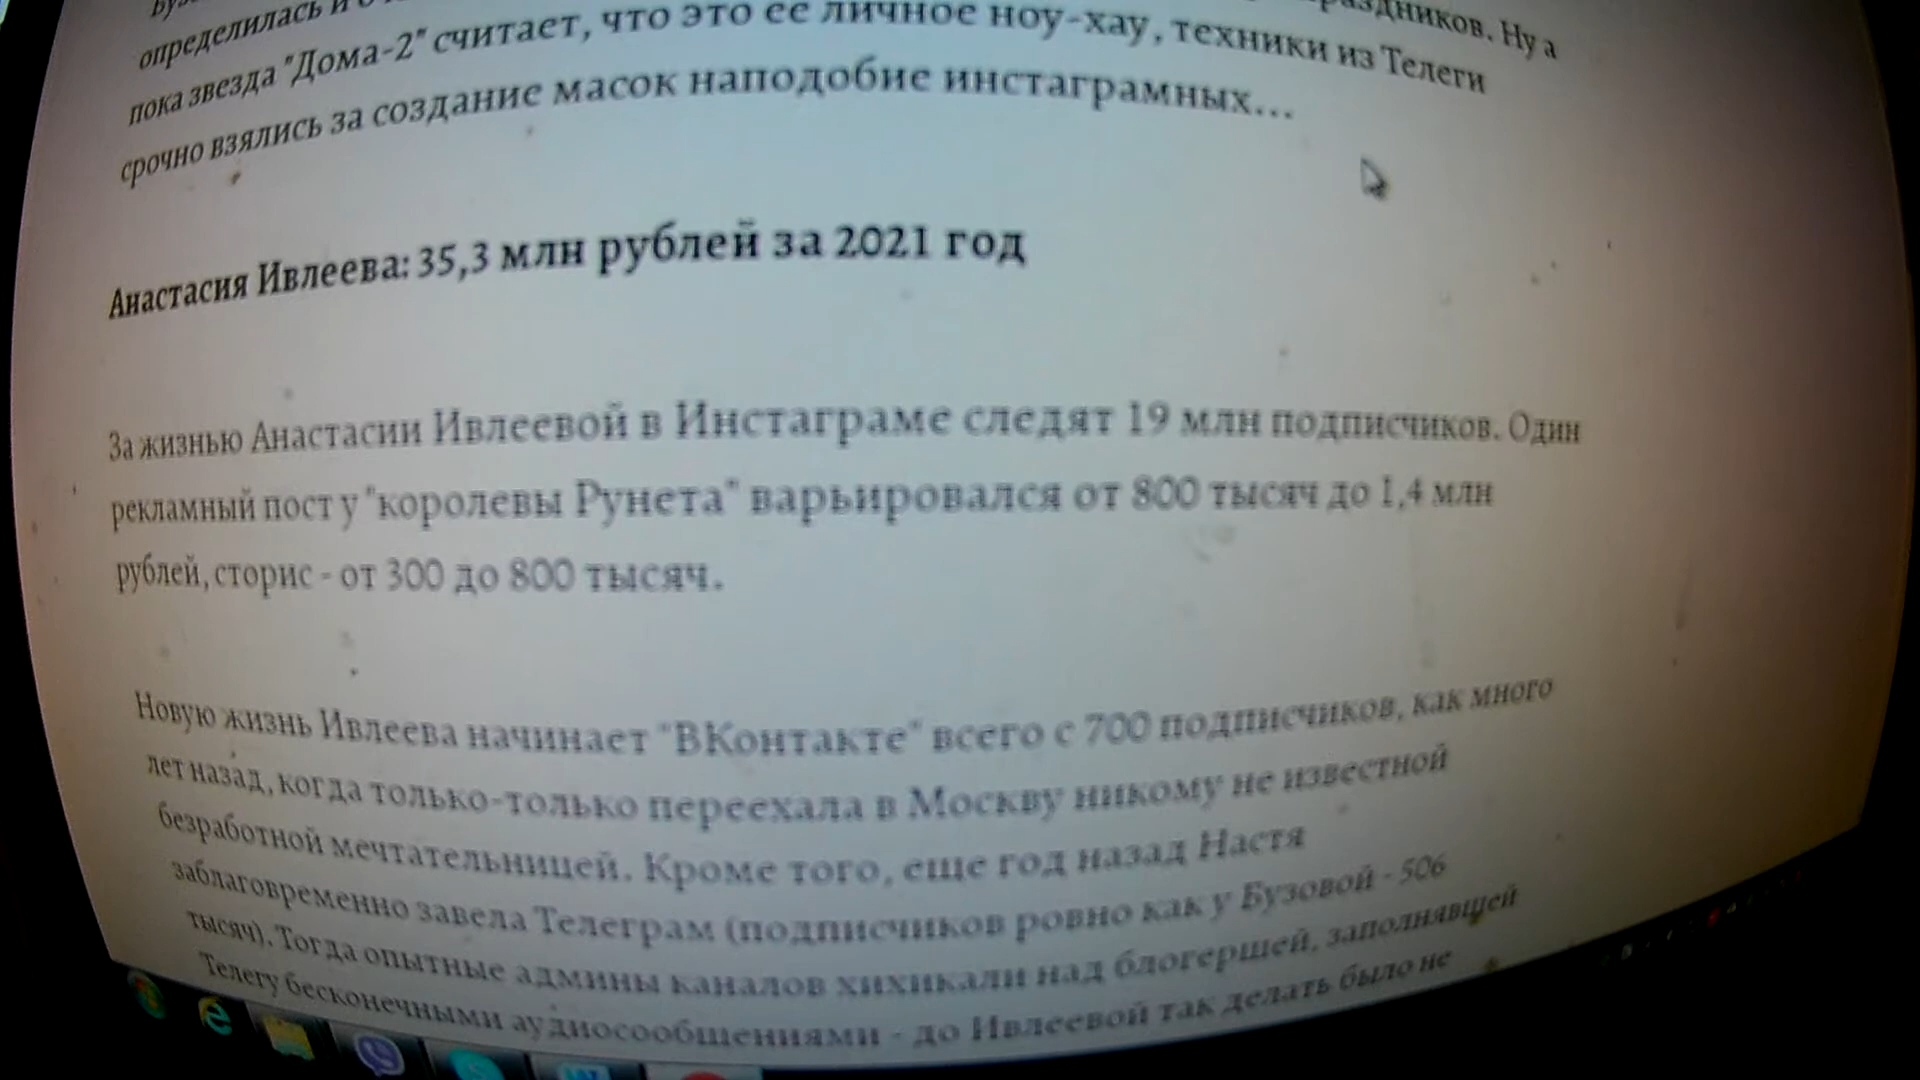 определилась и
раздников. Ну а
пока звезда "Дома-2" считает, что это ее личное ноу-хау, техники из Телеги
срочно взялись за создание масок наподобие инстаграмных...
Анастасия Ивлеева: 35,3 млн рублей за 2021 год
За жизнью Анастасии Ивлеевой в Инстаграме следят 19 млн подписчиков. Один
рекламный пост у "королевы Рунета" варьировался от 800 тысяч до 1,4 млн
рублей, сторис - от 300 до 800 тысяч.
Новую жизнь Ивлеева начинает "ВКонтакте" всего с 700 подписчиков, как много
лет назад, когда только-только переехала в Москву никому не известной
безработной мечтательницей. Кроме того, еще год назад Настя
заблаговременно завела Телеграм (подписчиков ровно как у Бузовой - 506
тысяч). Тогда опытные админы каналов хихикали над блогершей, заполнявщей
Телегу бесконечными аудиосообщениями - до Ивлеевой так делать было не